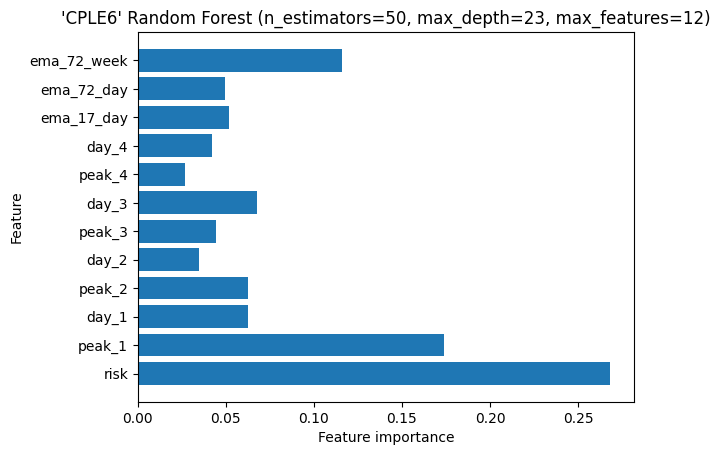 'CPLE6' Random Forest (n_estimators=50, max_depth=23, max_features=12)
ema_72_week
ema_72_day
ema_17_day
day_4
peak_4
day_3
peak_3
day_2
peak_2
day_1
peak_1
risk
Feature
0.00 0.05 0.10 0.15 0.20 0.25
Feature importance